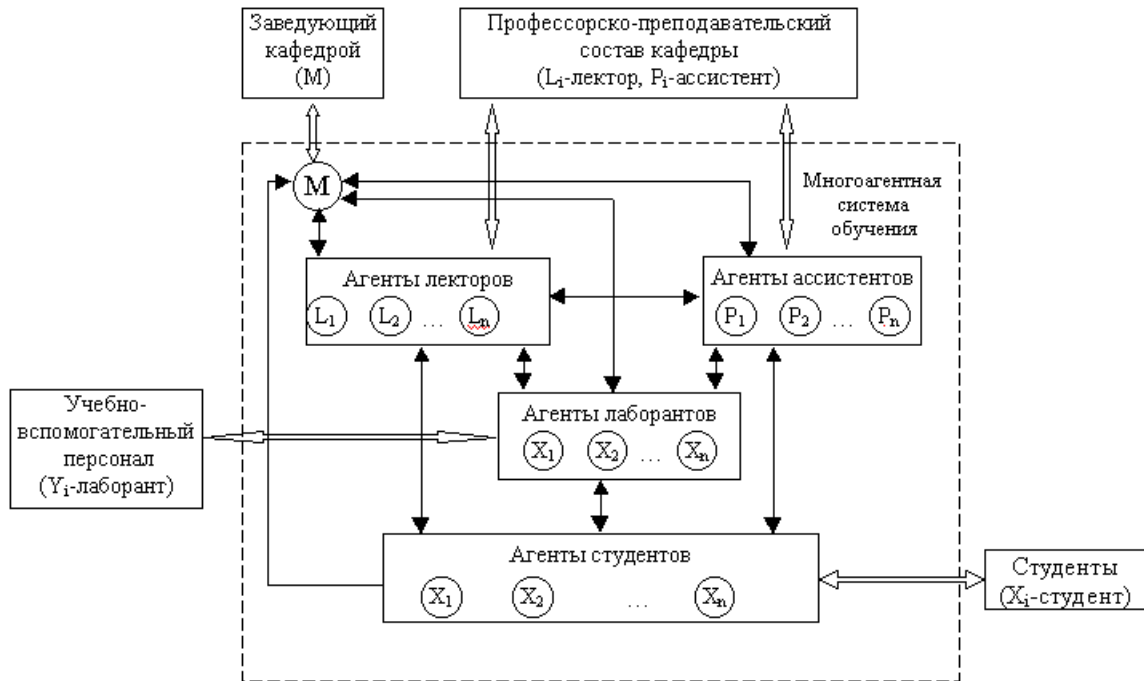 Заведующий
кафедрой
(М)
Профессорско-преподавательский
состав кафедры
(Li-лектор, Pi-ассистент)
М
Многоагентная
система
обучения
Агенты лекторов
L1 L2 ... Ln
Агенты ассистентов
P1 P2 ... Pn
Учебно-
вспомогательный
персонал
(Yi-лаборант)
Агенты лаборантов
X1 X2 ... Xn
Агенты студентов
X1 X2 ... Xn
Студенты
(Xi-студент)